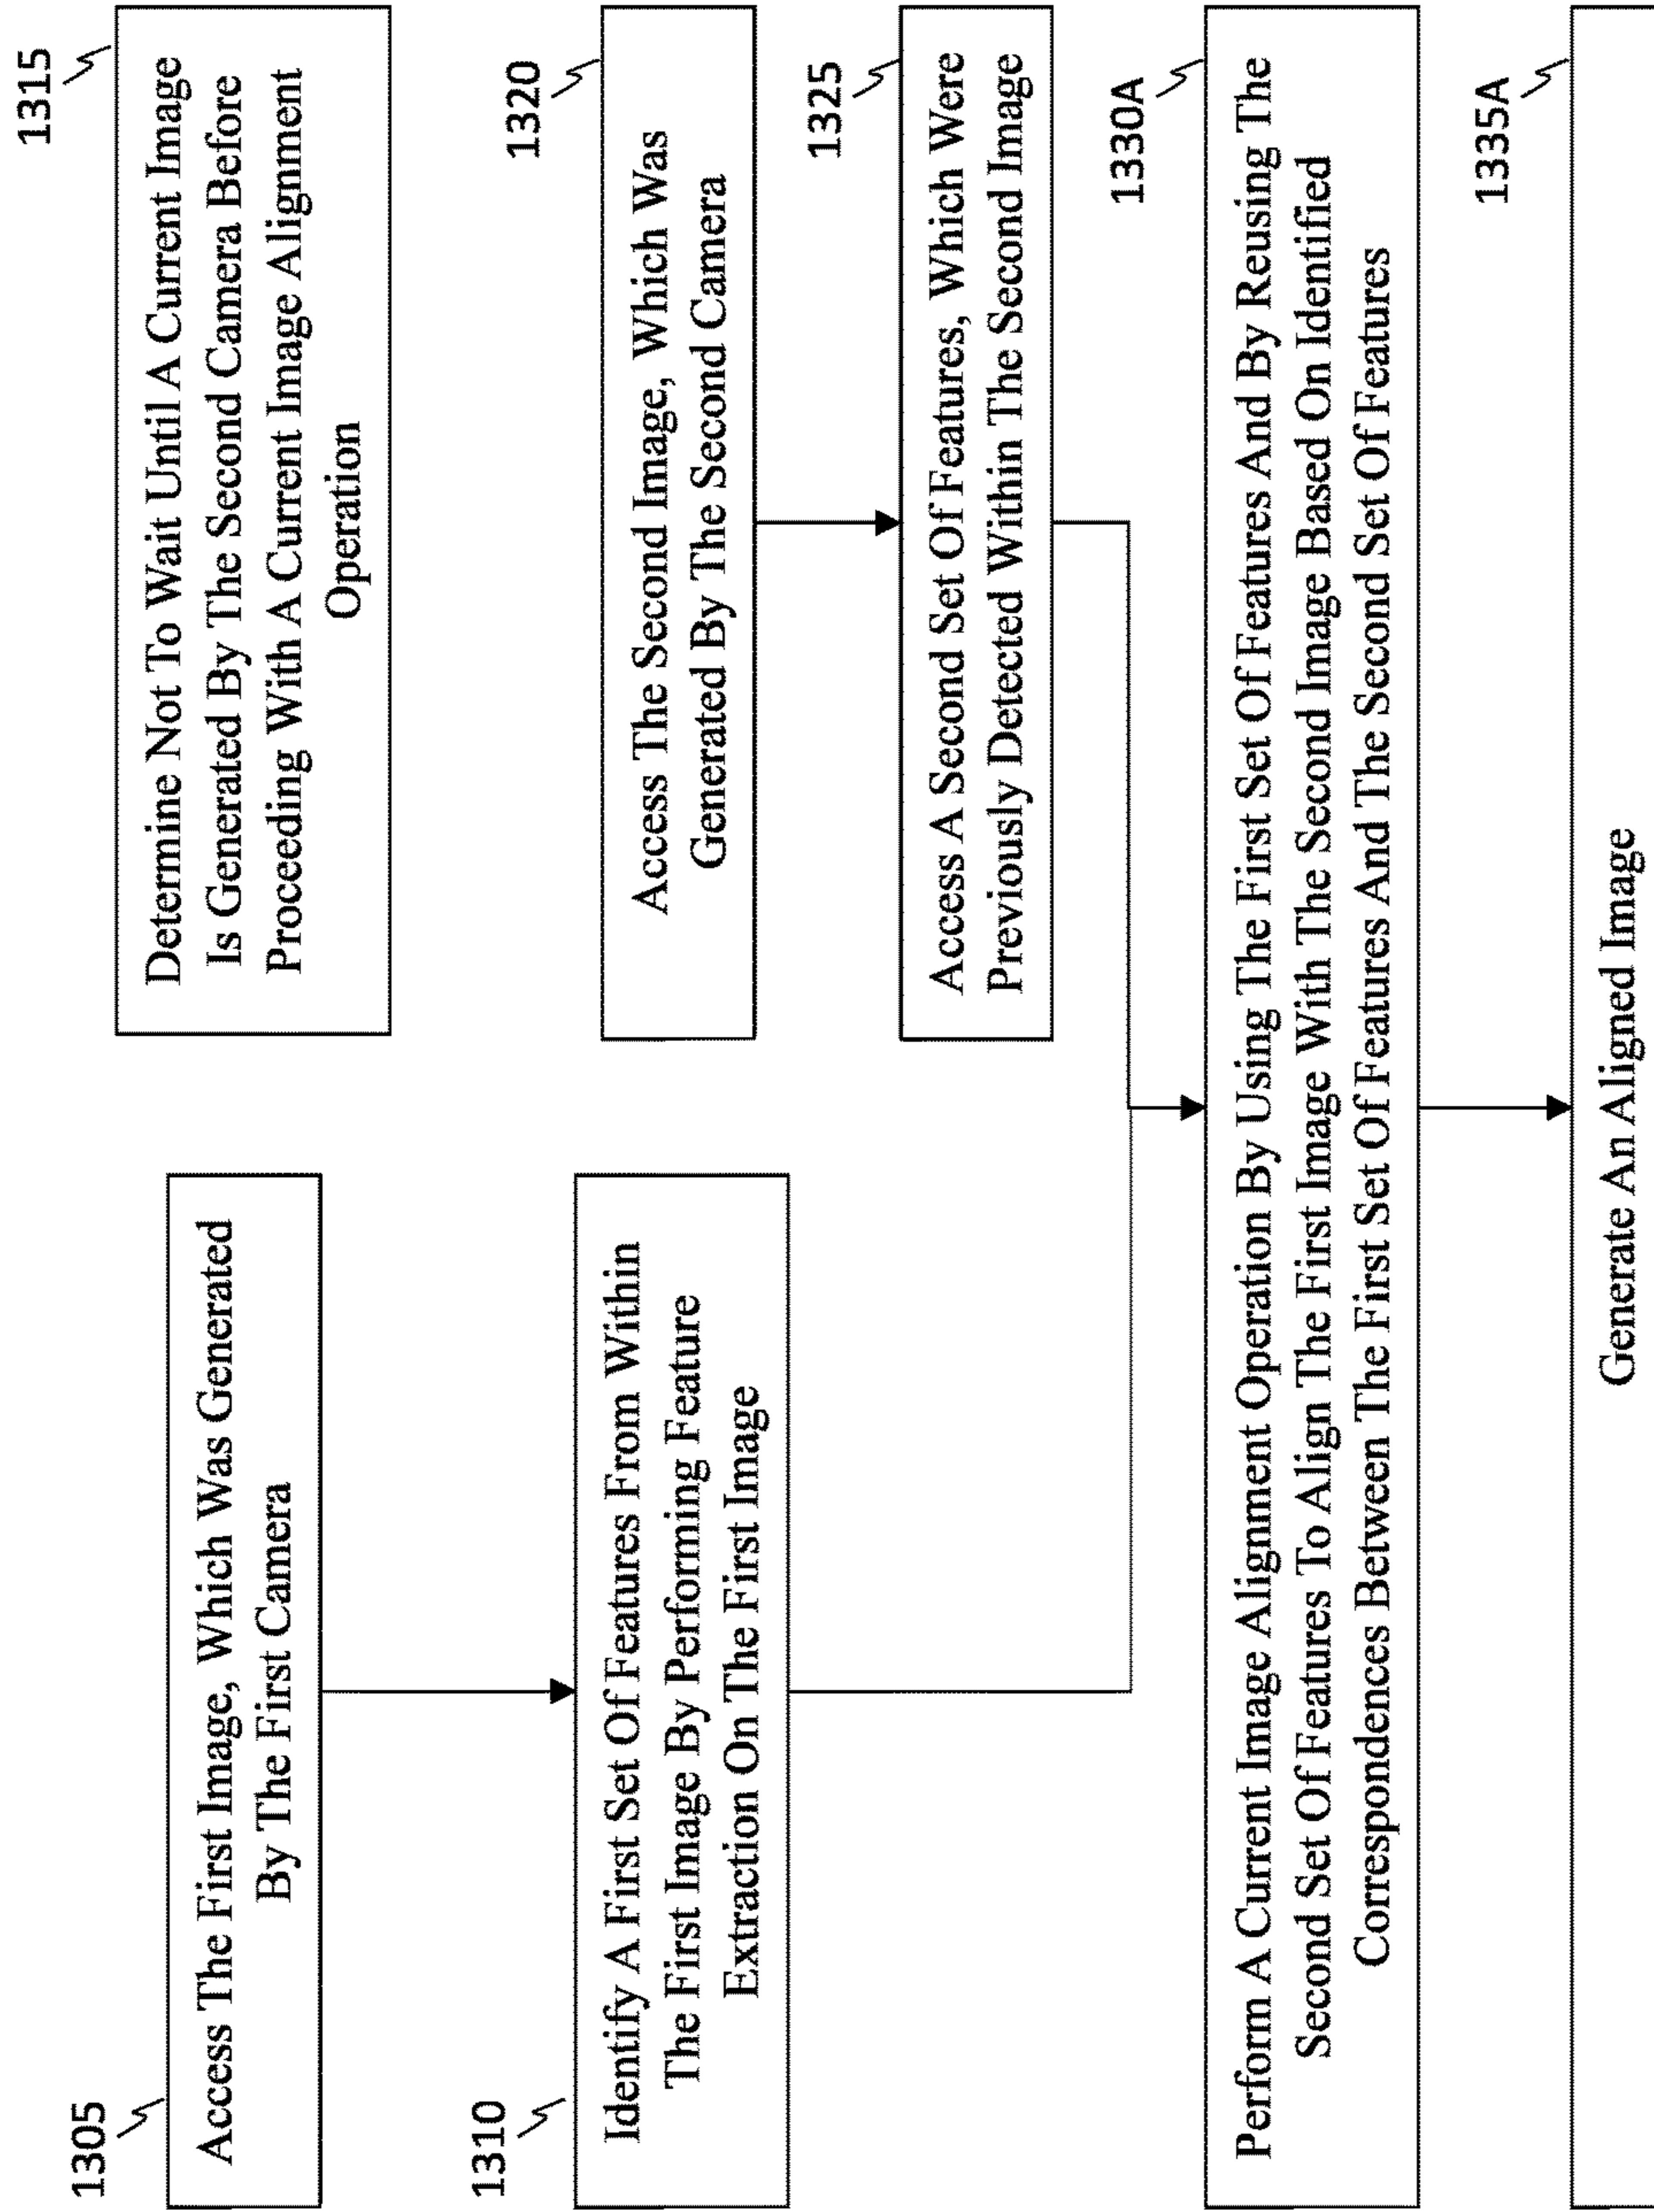 1305
Access The First Image, Which Was Generated
By The First Camera
1310
Identify A First Set Of Features From Within
The First Image By Performing Feature
Extraction On The First Image
1315
Determine Not To Wait Until A Current Image
Is Generated By The Second Camera Before
Proceeding With A Current Image Alignment
Operation
1320
Access The Second Image, Which Was
Generated By The Second Camera
1325
Access A Second Set Of Features, Which Were
Previously Detected Within The Second Image
1330A
Perform A Current Image Alignment Operation By Using The First Set Of Features And By Reusing The
Second Set Of Features To Align The First Image With The Second Image Based On Identified
Correspondences Between The First Set Of Features And The Second Set Of Features
1335A
Generate An Aligned Image